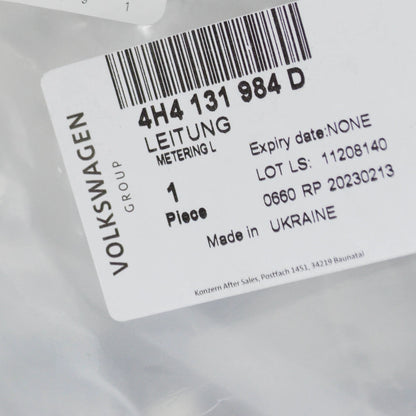 1
VOLKSWAGEN
GROUP
4H4 131 984 D
LEITUNG
METERING L
1
Piece
Expiry date:NONE
LOT LS: 11208140
0660 RP 20230213
Made in UKRAINE
Konzern After Sales, Postfach 1451, 34219 Baunatal